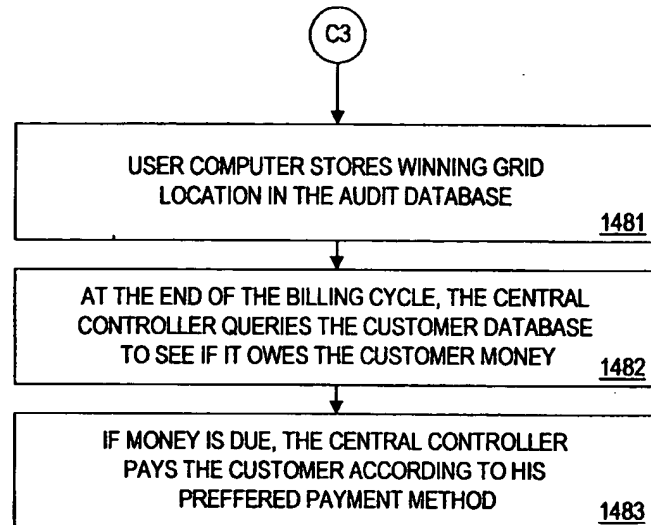 C3
USER COMPUTER STORES WINNING GRID
LOCATION IN THE AUDIT DATABASE
1481
AT THE END OF THE BILLING CYCLE, THE CENTRAL
CONTROLLER QUERIES THE CUSTOMER DATABASE
TO SEE IF IT OWES THE CUSTOMER MONEY
1482
IF MONEY IS DUE, THE CENTRAL CONTROLLER
PAYS THE CUSTOMER ACCORDING TO HIS
PREFFERED PAYMENT METHOD
1483